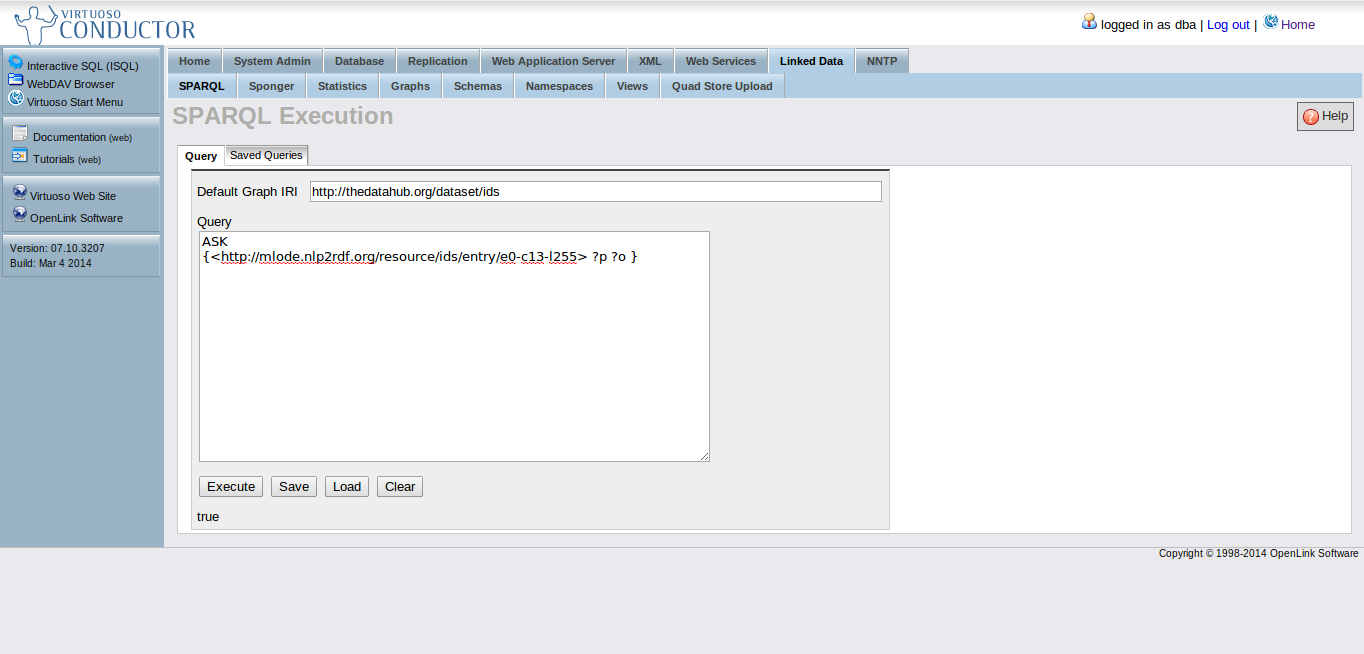 VIRTUOSO
CONDUCTOR
logged in as dba | Log out | Home
Interactive SQL (ISQL)
WebDAV Browser
Virtuoso Start Menu
Documentation (web)
Tutorials (web)
Virtuoso Web Site
OpenLink Software
Version: 07.10.3207
Build: Mar 4 2014
Home System Admin Database Replication Web Application Server XML Web Services Linked Data NNTP
SPARQL Sponger Statistics Graphs Schemas Namespaces Views Quad Store Upload
SPARQL Execution
Help
Query Saved Queries
Default Graph IRI http://thedatahub.org/dataset/ids
Query
ASK
{<http://mlode.nlp2rdf.org/resource/ids/entry/e0-c13-l255> ?p ?o }
Execute Save Load Clear
true
Copyright © 1998-2014 OpenLink Software